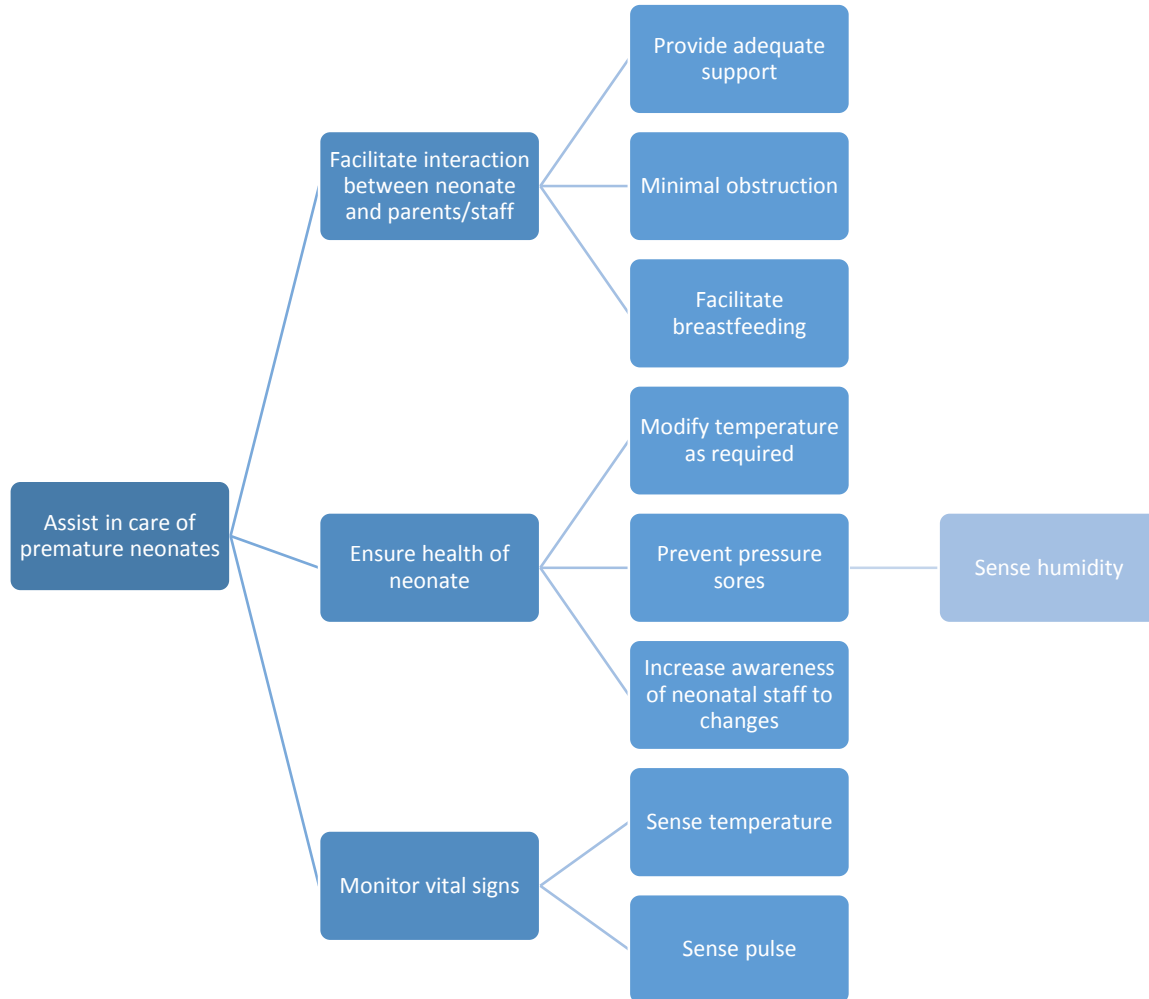 Provide adequate
support
Facilitate interaction
between neonate
and parents/staff
Minimal obstruction
Facilitate
breastfeeding
Modify temperature
as required
Assist in care of
premature neonates
Ensure health of
neonate
Prevent pressure
sores
Sense humidity
Increase awareness
of neonatal staff to
changes
Sense temperature
Monitor vital signs
Sense pulse